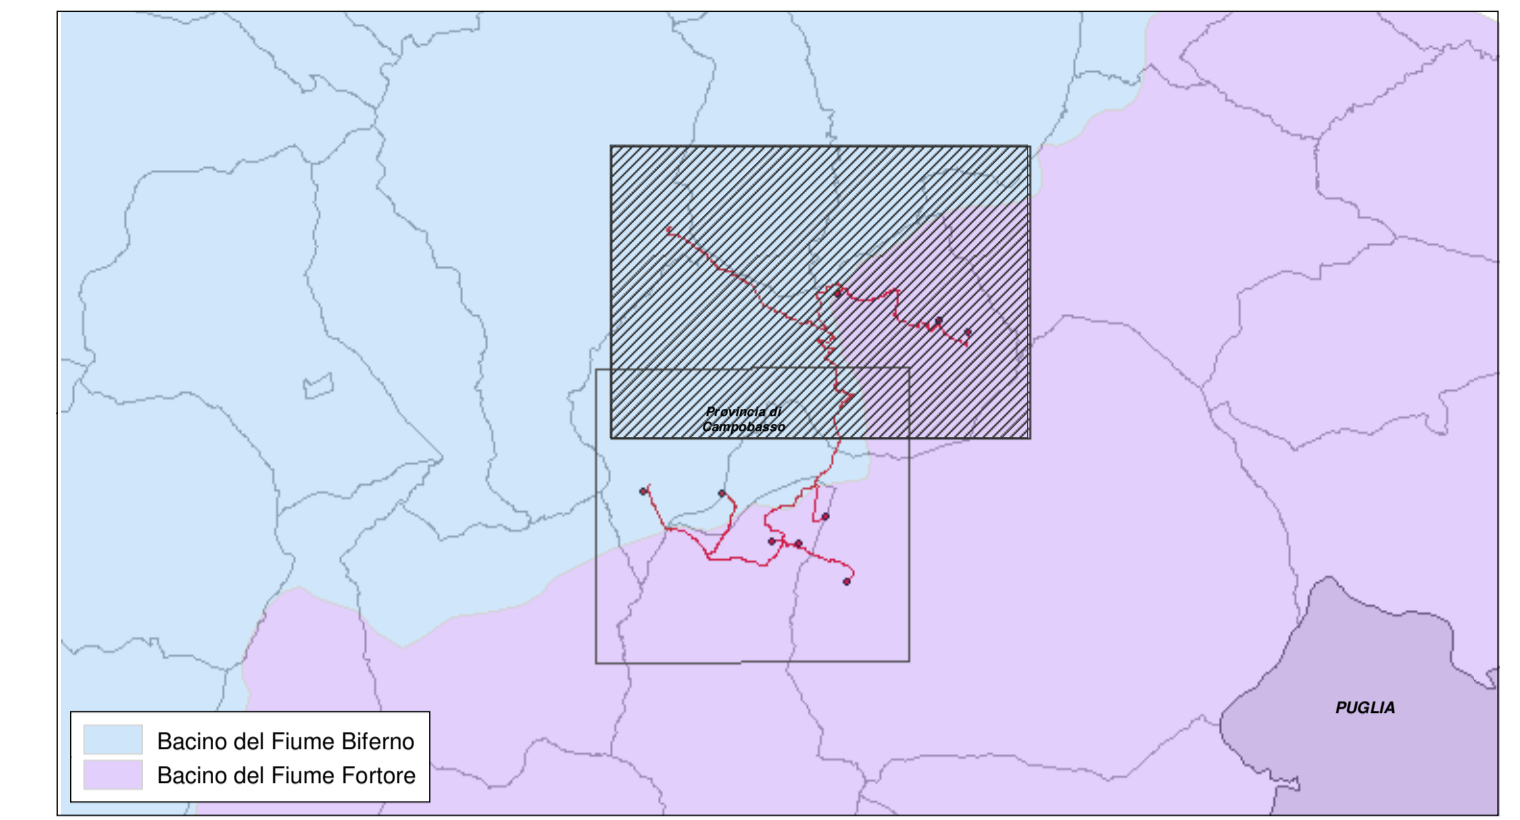 Provincia di
Campobasso
PUGLIA
Bacino del Fiume Biferno
Bacino del Fiume Fortore